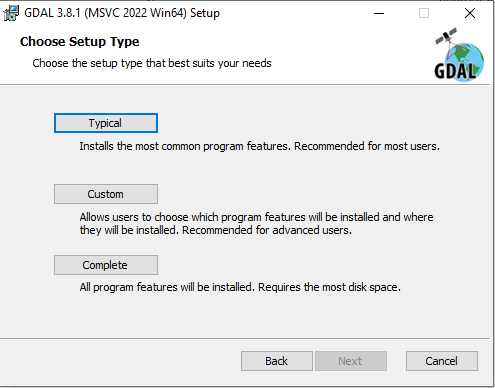 GDAL 3.8.1 (MSVC 2022 Win64) Setup
Choose Setup Type
Choose the setup type that best suits your needs
GDAL
Typical
Installs the most common program features. Recommended for most users.
Custom
Allows users to choose which program features will be installed and where
they will be installed. Recommended for advanced users.
Complete
All program features will be installed. Requires the most disk space.
Back
Next
Cancel